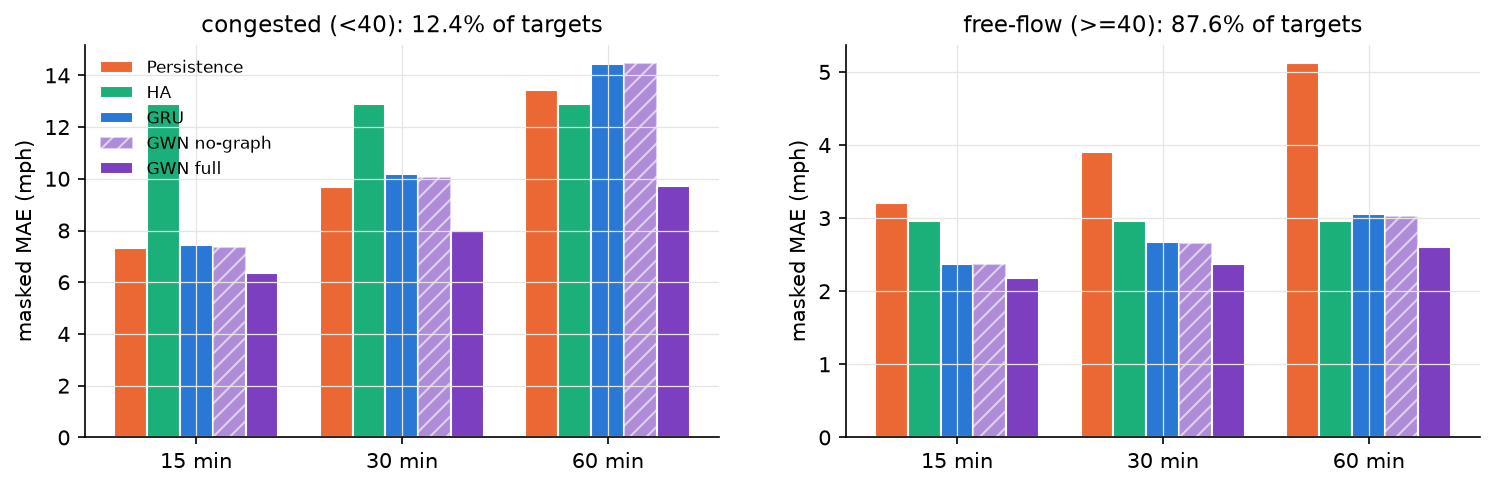 congested (<40): 12.4% of targets
masked MAE (mph)
14
12
10
8
6
4
2
0
Persistence
HA
GRU
GWN no-graph
GWN full
15 min
30 min
60 min
free-flow (>=40): 87.6% of targets
masked MAE (mph)
5
4
3
2
1
0
15 min
30 min
60 min